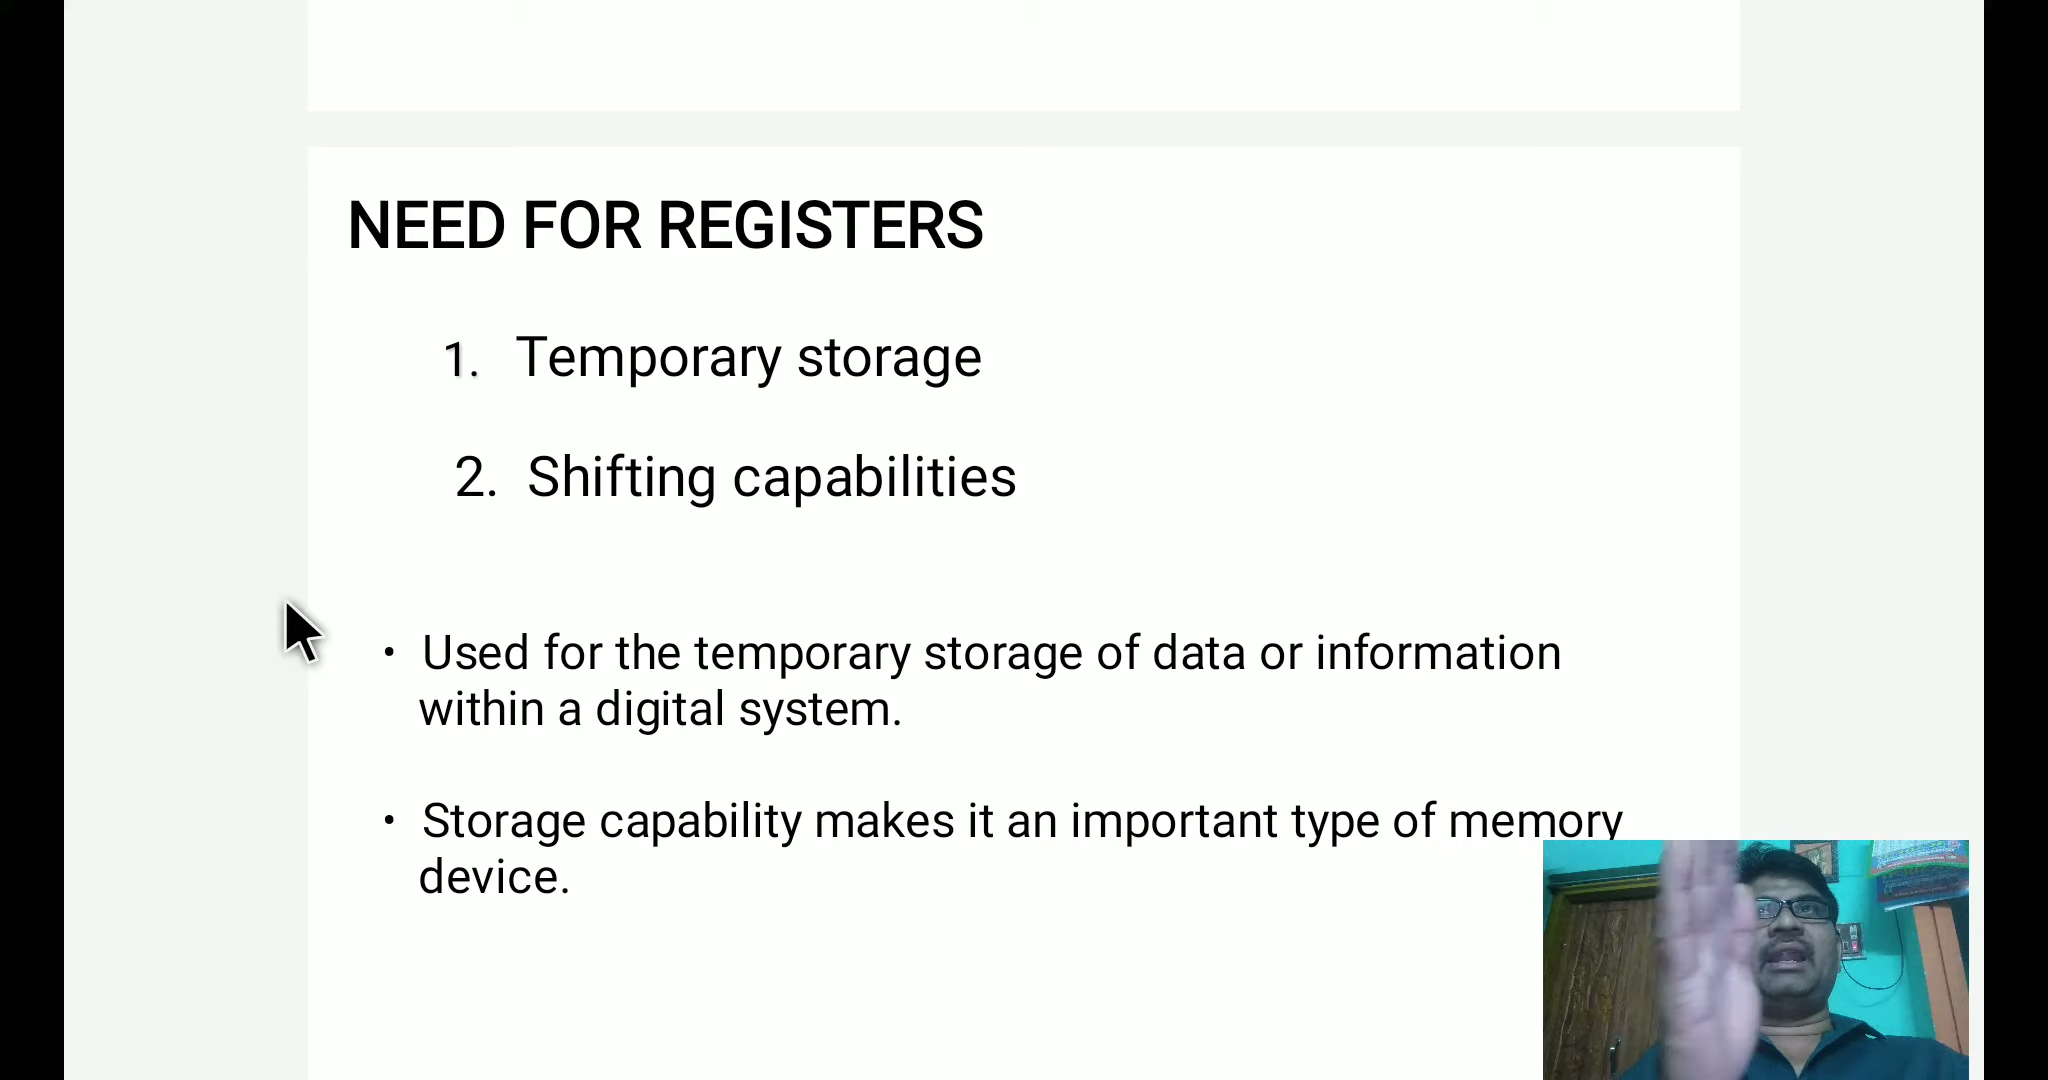 NEED FOR REGISTERS
1. Temporary storage
2. Shifting capabilities
• Used for the temporary storage of data or information
within a digital system.
• Storage capability makes it an important type of memory
device.